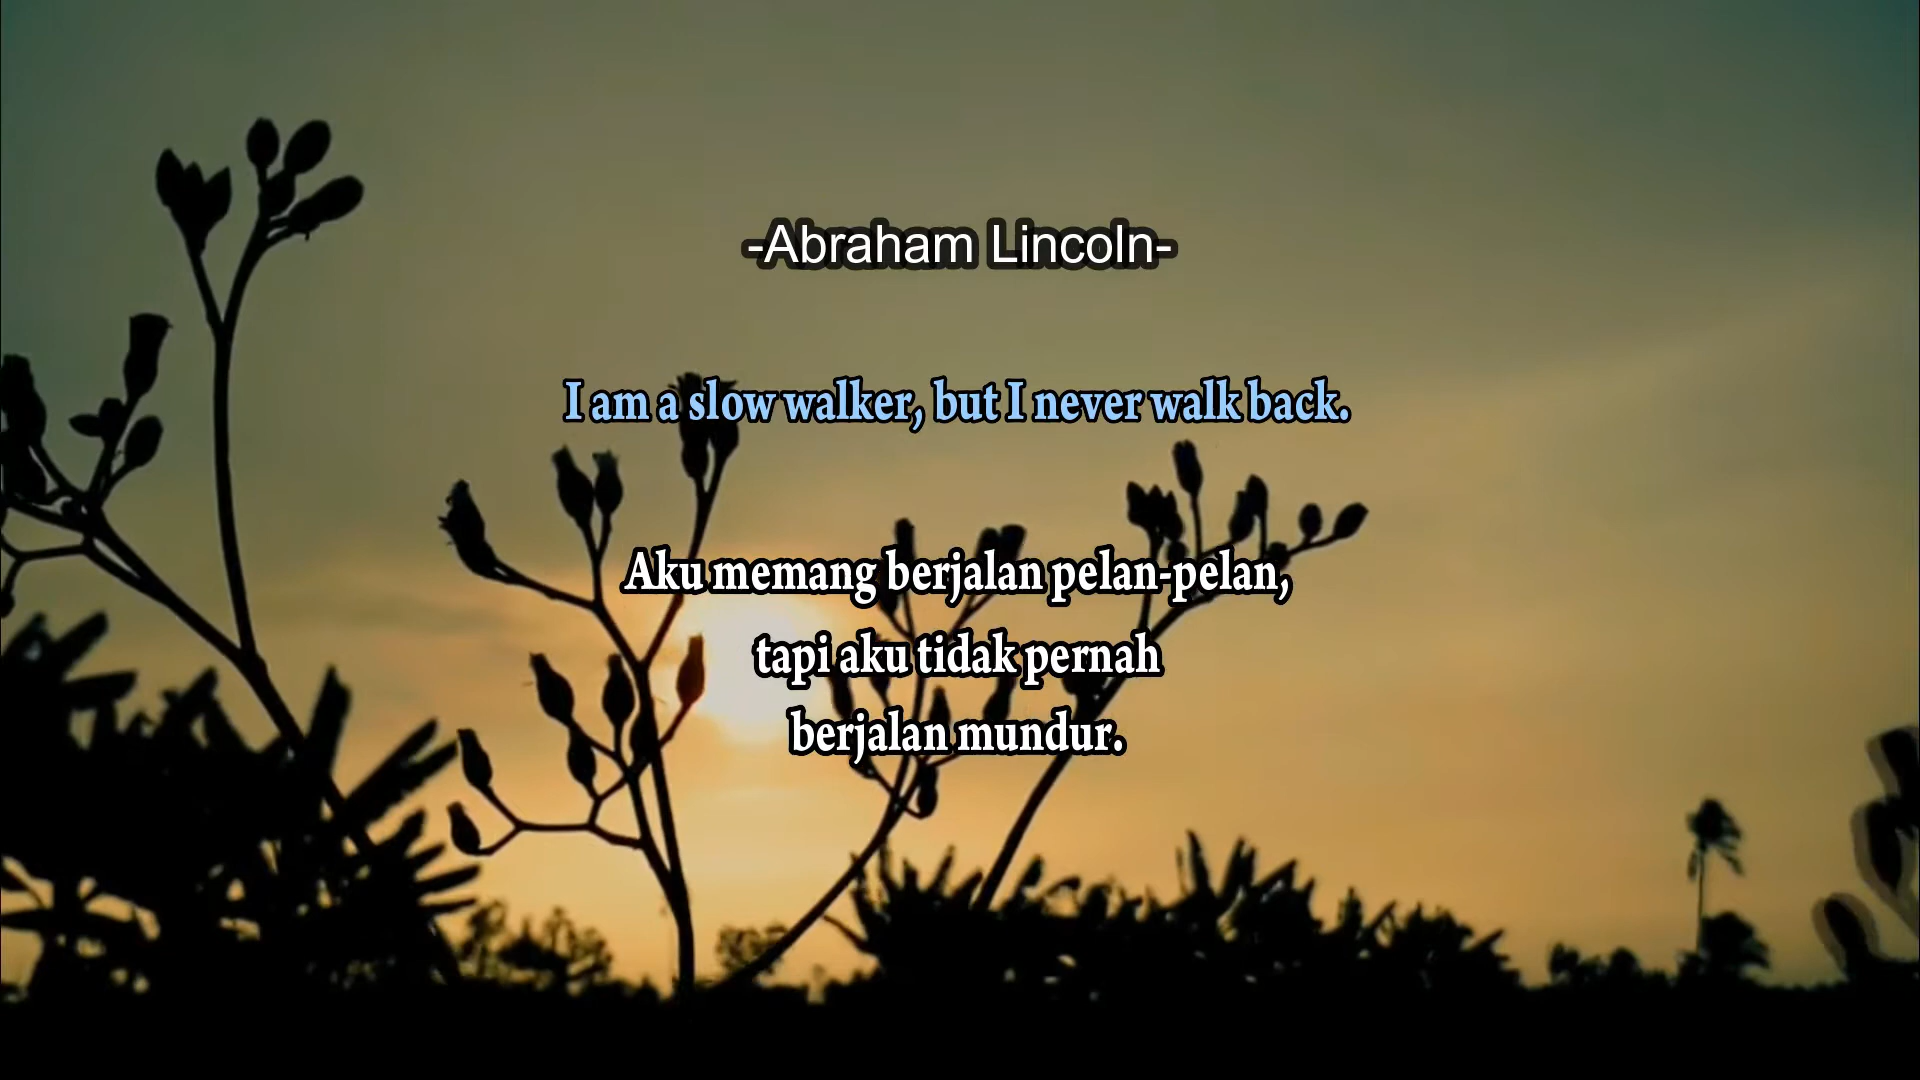 -Abraham Lincoln-
I am a slow walker, but I never walk back.
Aku memang berjalan pelan-pelan,
tapi aku tidak pernah
berjalan mundur.